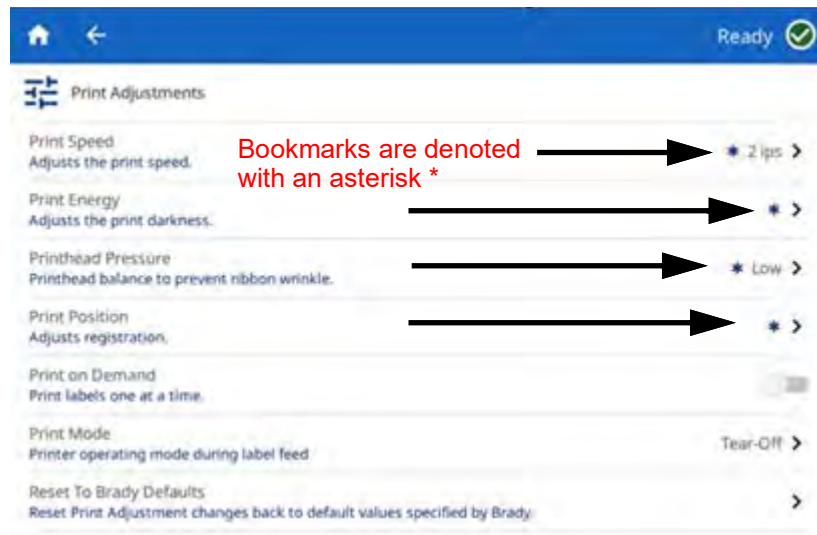 Ready
Print Adjustments
Print Speed
Adjusts the print speed.
Bookmarks are denoted
with an asterisk *
* 2 ips
Print Energy
Adjusts the print darkness.
*
Printhead Pressure
Printhead balance to prevent ribbon wrinkle.
* Low
Print Position
Adjusts registration.
*
Print on Demand
Print labels one at a time.
Print Mode
Printer operating mode during label feed
Tear-Off
Reset To Brady Defaults
Reset Print Adjustment changes back to default values specified by Brady.